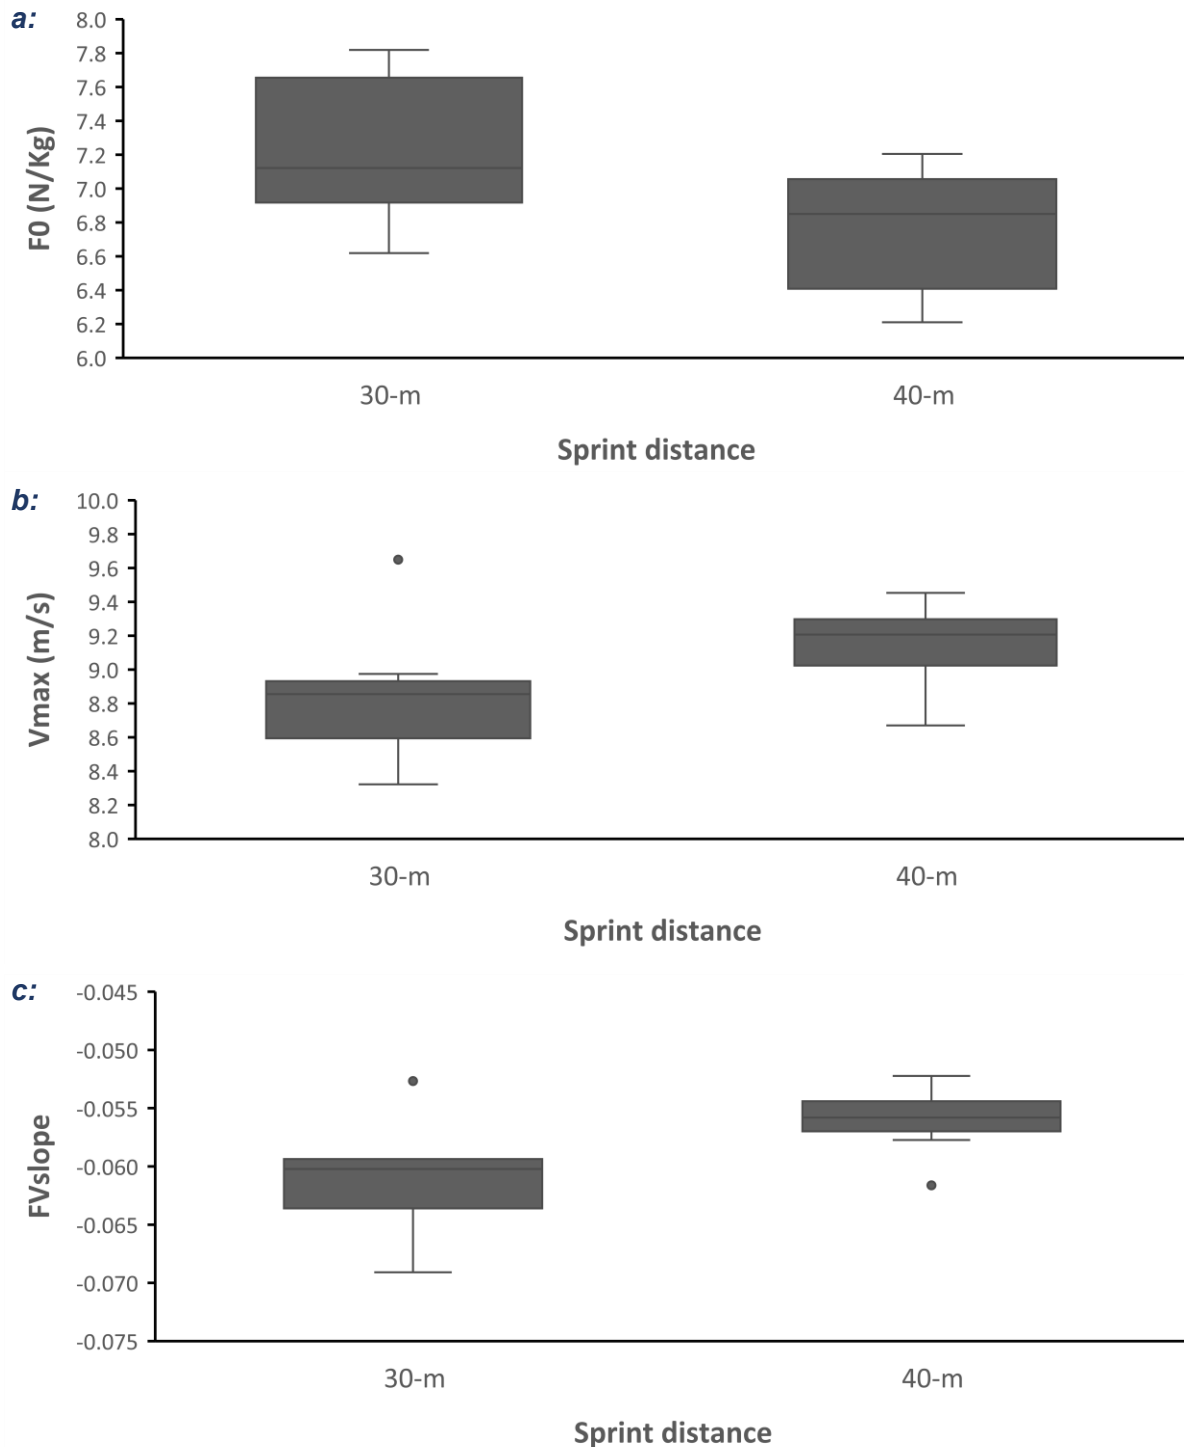 a:
F0 (N/Kg)
8.0
7.8
7.6
7.4
7.2
7.0
6.8
6.6
6.4
6.2
6.0
30-m 40-m
Sprint distance
b:
Vmax (m/s)
10.0
9.8
9.6
9.4
9.2
9.0
8.8
8.6
8.4
8.2
8.0
30-m 40-m
Sprint distance
c:
FVslope
-0.045
-0.050
-0.055
-0.060
-0.065
-0.070
-0.075
30-m 40-m
Sprint distance